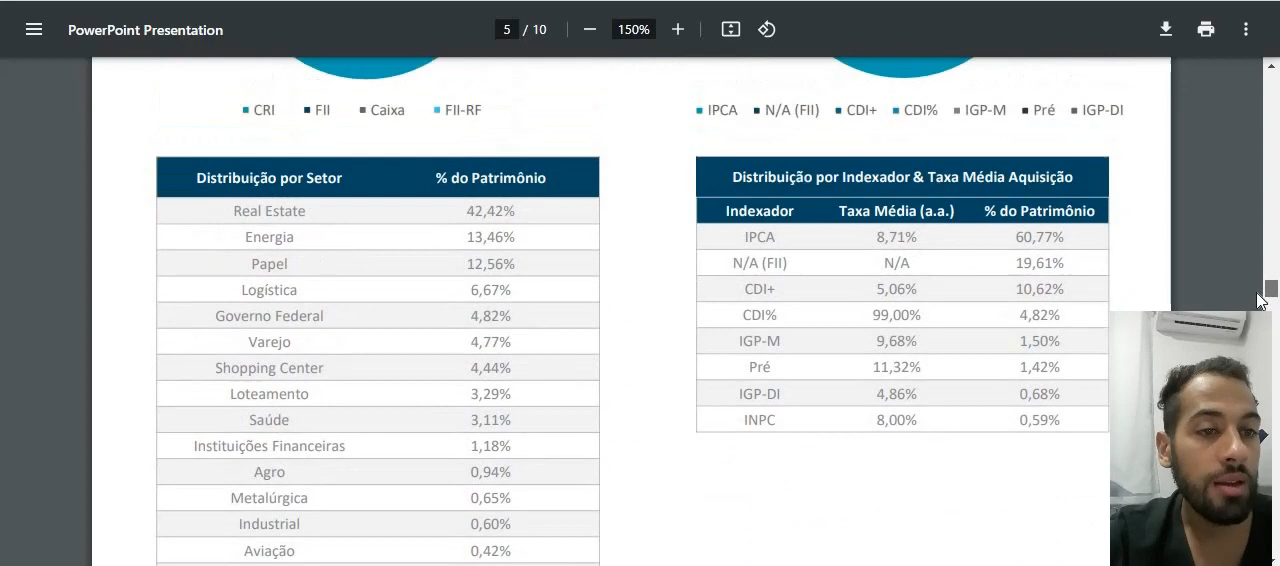 PowerPoint Presentation
5 / 10
150%
CRI FII Caixa FII-RF
IPCA N/A (FII) CDI+ CDI% IGP-M Pré IGP-DI
Distribuição por Setor % do Patrimônio
Real Estate 42,42%
Energia 13,46%
Papel 12,56%
Logística 6,67%
Governo Federal 4,82%
Varejo 4,77%
Shopping Center 4,44%
Loteamento 3,29%
Saúde 3,11%
Instituições Financeiras 1,18%
Agro 0,94%
Metalúrgica 0,65%
Industrial 0,60%
Aviação 0,42%
Distribuição por Indexador & Taxa Média Aquisição
Indexador Taxa Média (a.a.) % do Patrimônio
IPCA 8,71% 60,77%
N/A (FII) N/A 19,61%
CDI+ 5,06% 10,62%
CDI% 99,00% 4,82%
IGP-M 9,68% 1,50%
Pré 11,32% 1,42%
IGP-DI 4,86% 0,68%
INPC 8,00% 0,59%